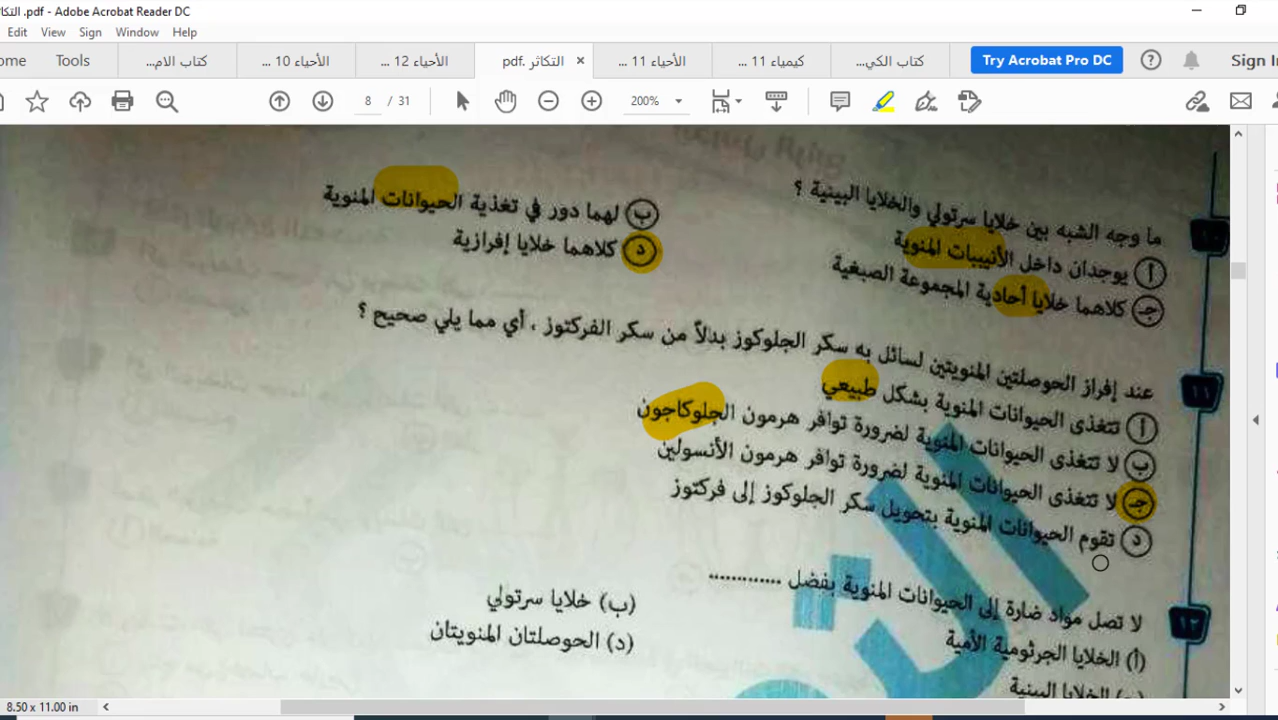 التكاثر .pdf - Adobe Acrobat Reader DC
Edit View Sign Window Help
ome Tools كتاب الام... الأحياء 10 ... الأحياء 12 ... التكاثر .pdf × الأحياء 11 ... كيمياء 11 ... كتاب الكي... Try Acrobat Pro DC Sign In
8 / 31 200%
ما وجه الشبه بين خلايا سرتولي والخلايا البينية ؟
أ يوجدان داخل الأنيبيات المنوية
ب لهما دور في تغذية الحيوانات المنوية
جـ كلاهما خلايا أحادية المجموعة الصبغية
د كلاهما خلايا إفرازية
١١ عند إفراز الحوصلتين المنويتين لسائل به سكر الجلوكوز بدلاً من سكر الفركتوز ، أي مما يلي صحيح ؟
أ تتغذى الحيوانات المنوية بشكل طبيعي
ب لا تتغذى الحيوانات المنوية لضرورة توافر هرمون الجلوكاجون
جـ لا تتغذى الحيوانات المنوية لضرورة توافر هرمون الأنسولين
د تقوم الحيوانات المنوية بتحويل سكر الجلوكوز إلى فركتوز
١٢ لا تصل مواد ضارة إلى الحيوانات المنوية بفضل .............
(أ) الخلايا الجرثومية الأمية
(ب) خلايا سرتولي
الخلايا البينية
(د) الحوصلتان المنويتان
8.50 x 11.00 in